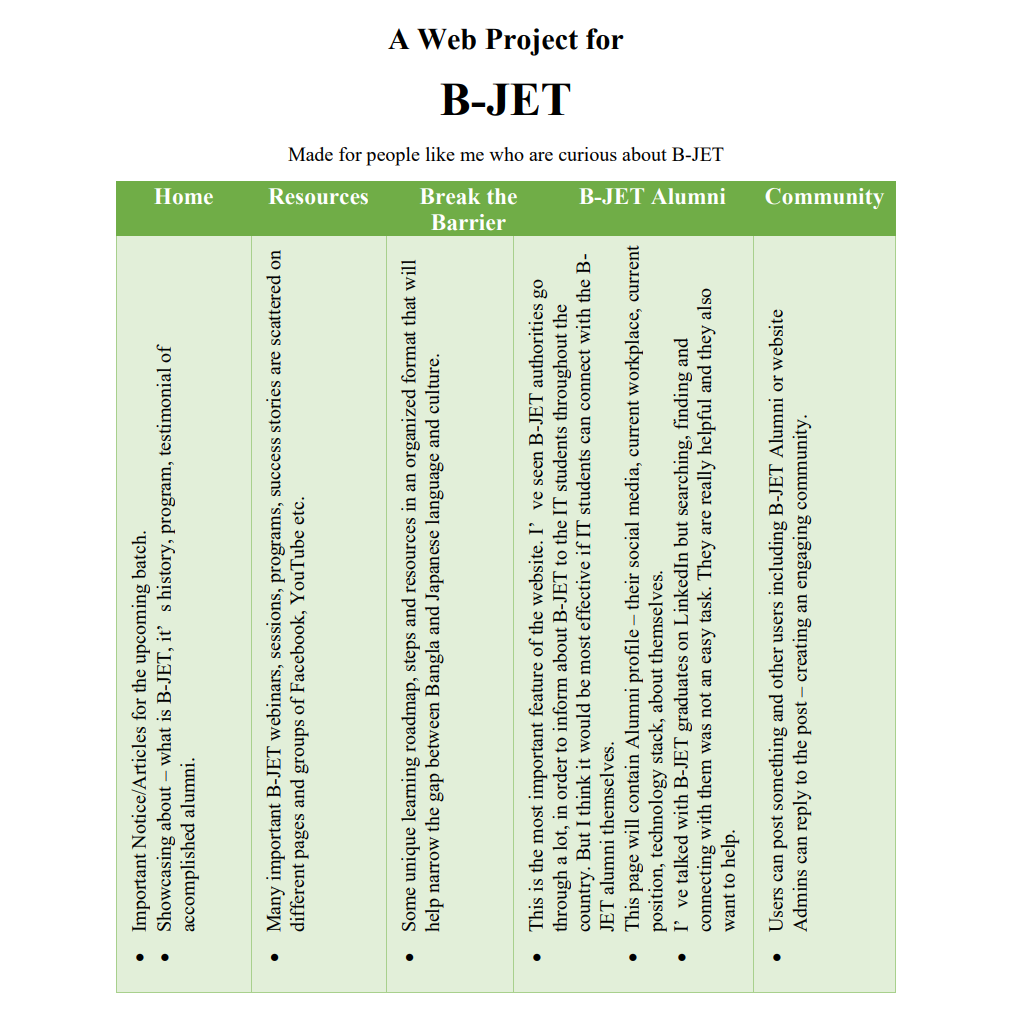 A Web Project for
B-JET
Made for people like me who are curious about B-JET
Home
Resources
Break the
Barrier
B-JET Alumni
Community
• Important Notice/Articles for the upcoming batch.
• Showcasing about – what is B-JET, it’ s history, program, testimonial of
accomplished alumni.
• Many important B-JET webinars, sessions, programs, success stories are scattered on
different pages and groups of Facebook, YouTube etc.
• Some unique learning roadmap, steps and resources in an organized format that will
help narrow the gap between Bangla and Japanese language and culture.
• This is the most important feature of the website. I’ ve seen B-JET authorities go
through a lot, in order to inform about B-JET to the IT students throughout the
country. But I think it would be most effective if IT students can connect with the B-
JET alumni themselves.
• This page will contain Alumni profile – their social media, current workplace, current
position, technology stack, about themselves.
• I’ ve talked with B-JET graduates on LinkedIn but searching, finding and
connecting with them was not an easy task. They are really helpful and they also
want to help.
• Users can post something and other users including B-JET Alumni or website
Admins can reply to the post – creating an engaging community.